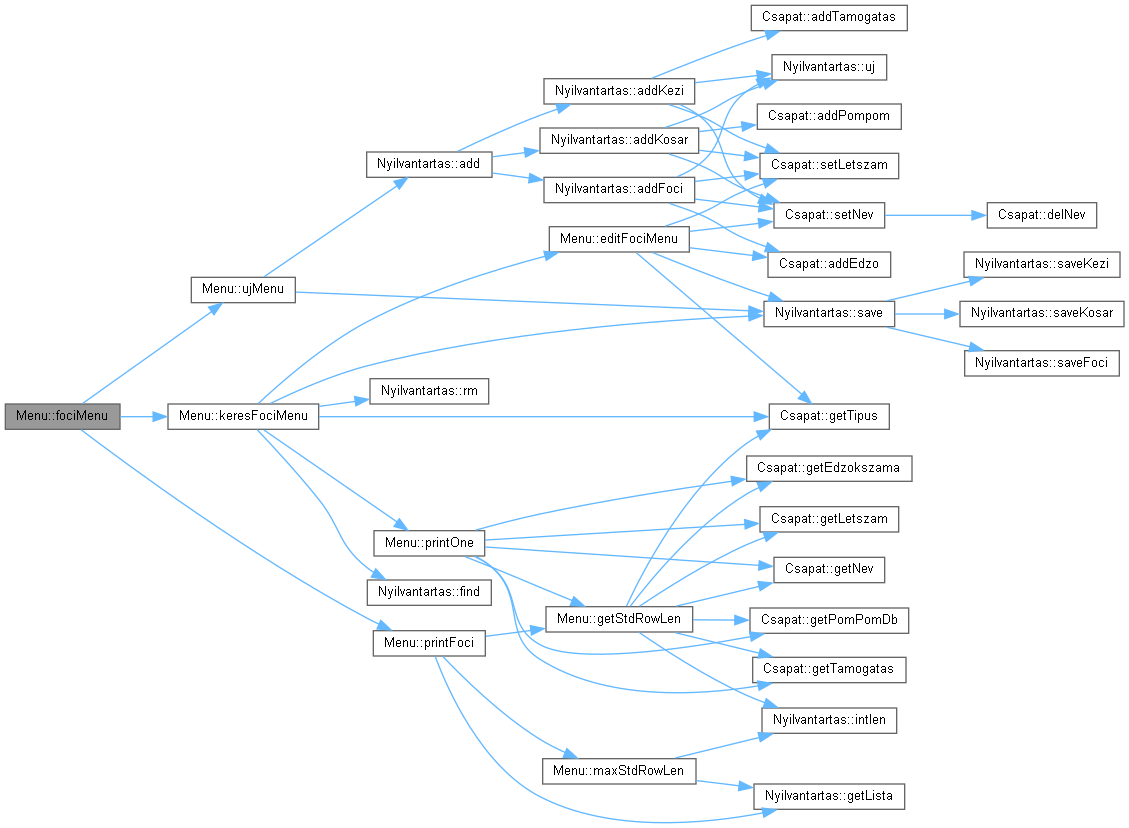 Csapat::addTamogatas
Nyilvantartas::uj
Nyilvantartas::addKezi
Csapat::addPompom
Nyilvantartas::addKosar
Nyilvantartas::add
Csapat::setLetszam
Nyilvantartas::addFoci
Csapat::setNev
Csapat::delNev
Menu::editFociMenu
Csapat::addEdzo
Nyilvantartas::saveKezi
Menu::ujMenu
Nyilvantartas::save
Nyilvantartas::saveKosar
Nyilvantartas::saveFoci
Nyilvantartas::rm
Menu::fociMenu
Menu::keresFociMenu
Csapat::getTipus
Csapat::getEdzokszama
Csapat::getLetszam
Menu::printOne
Csapat::getNev
Nyilvantartas::find
Menu::getStdRowLen
Csapat::getPomPomDb
Menu::printFoci
Csapat::getTamogatas
Nyilvantartas::intlen
Menu::maxStdRowLen
Nyilvantartas::getLista